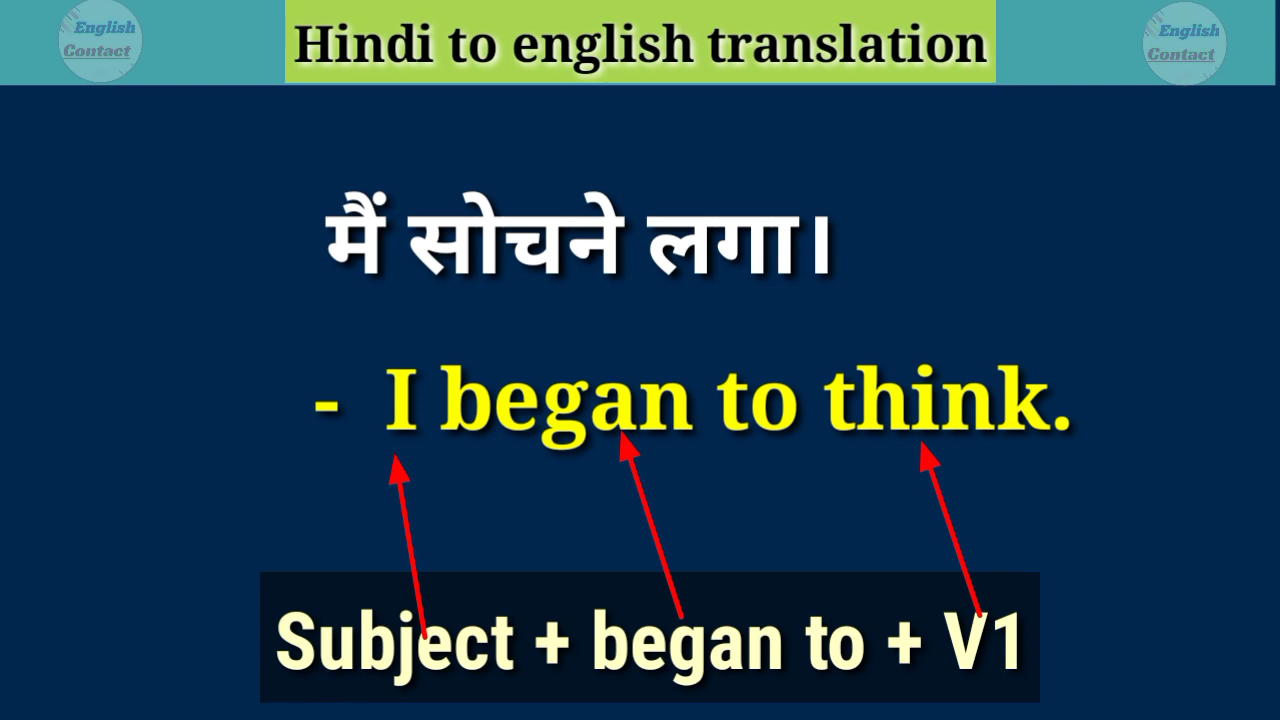 English
Contact
Hindi to english translation
English
Contact
मैं सोचने लगा।
- I began to think.
Subject + began to + V1